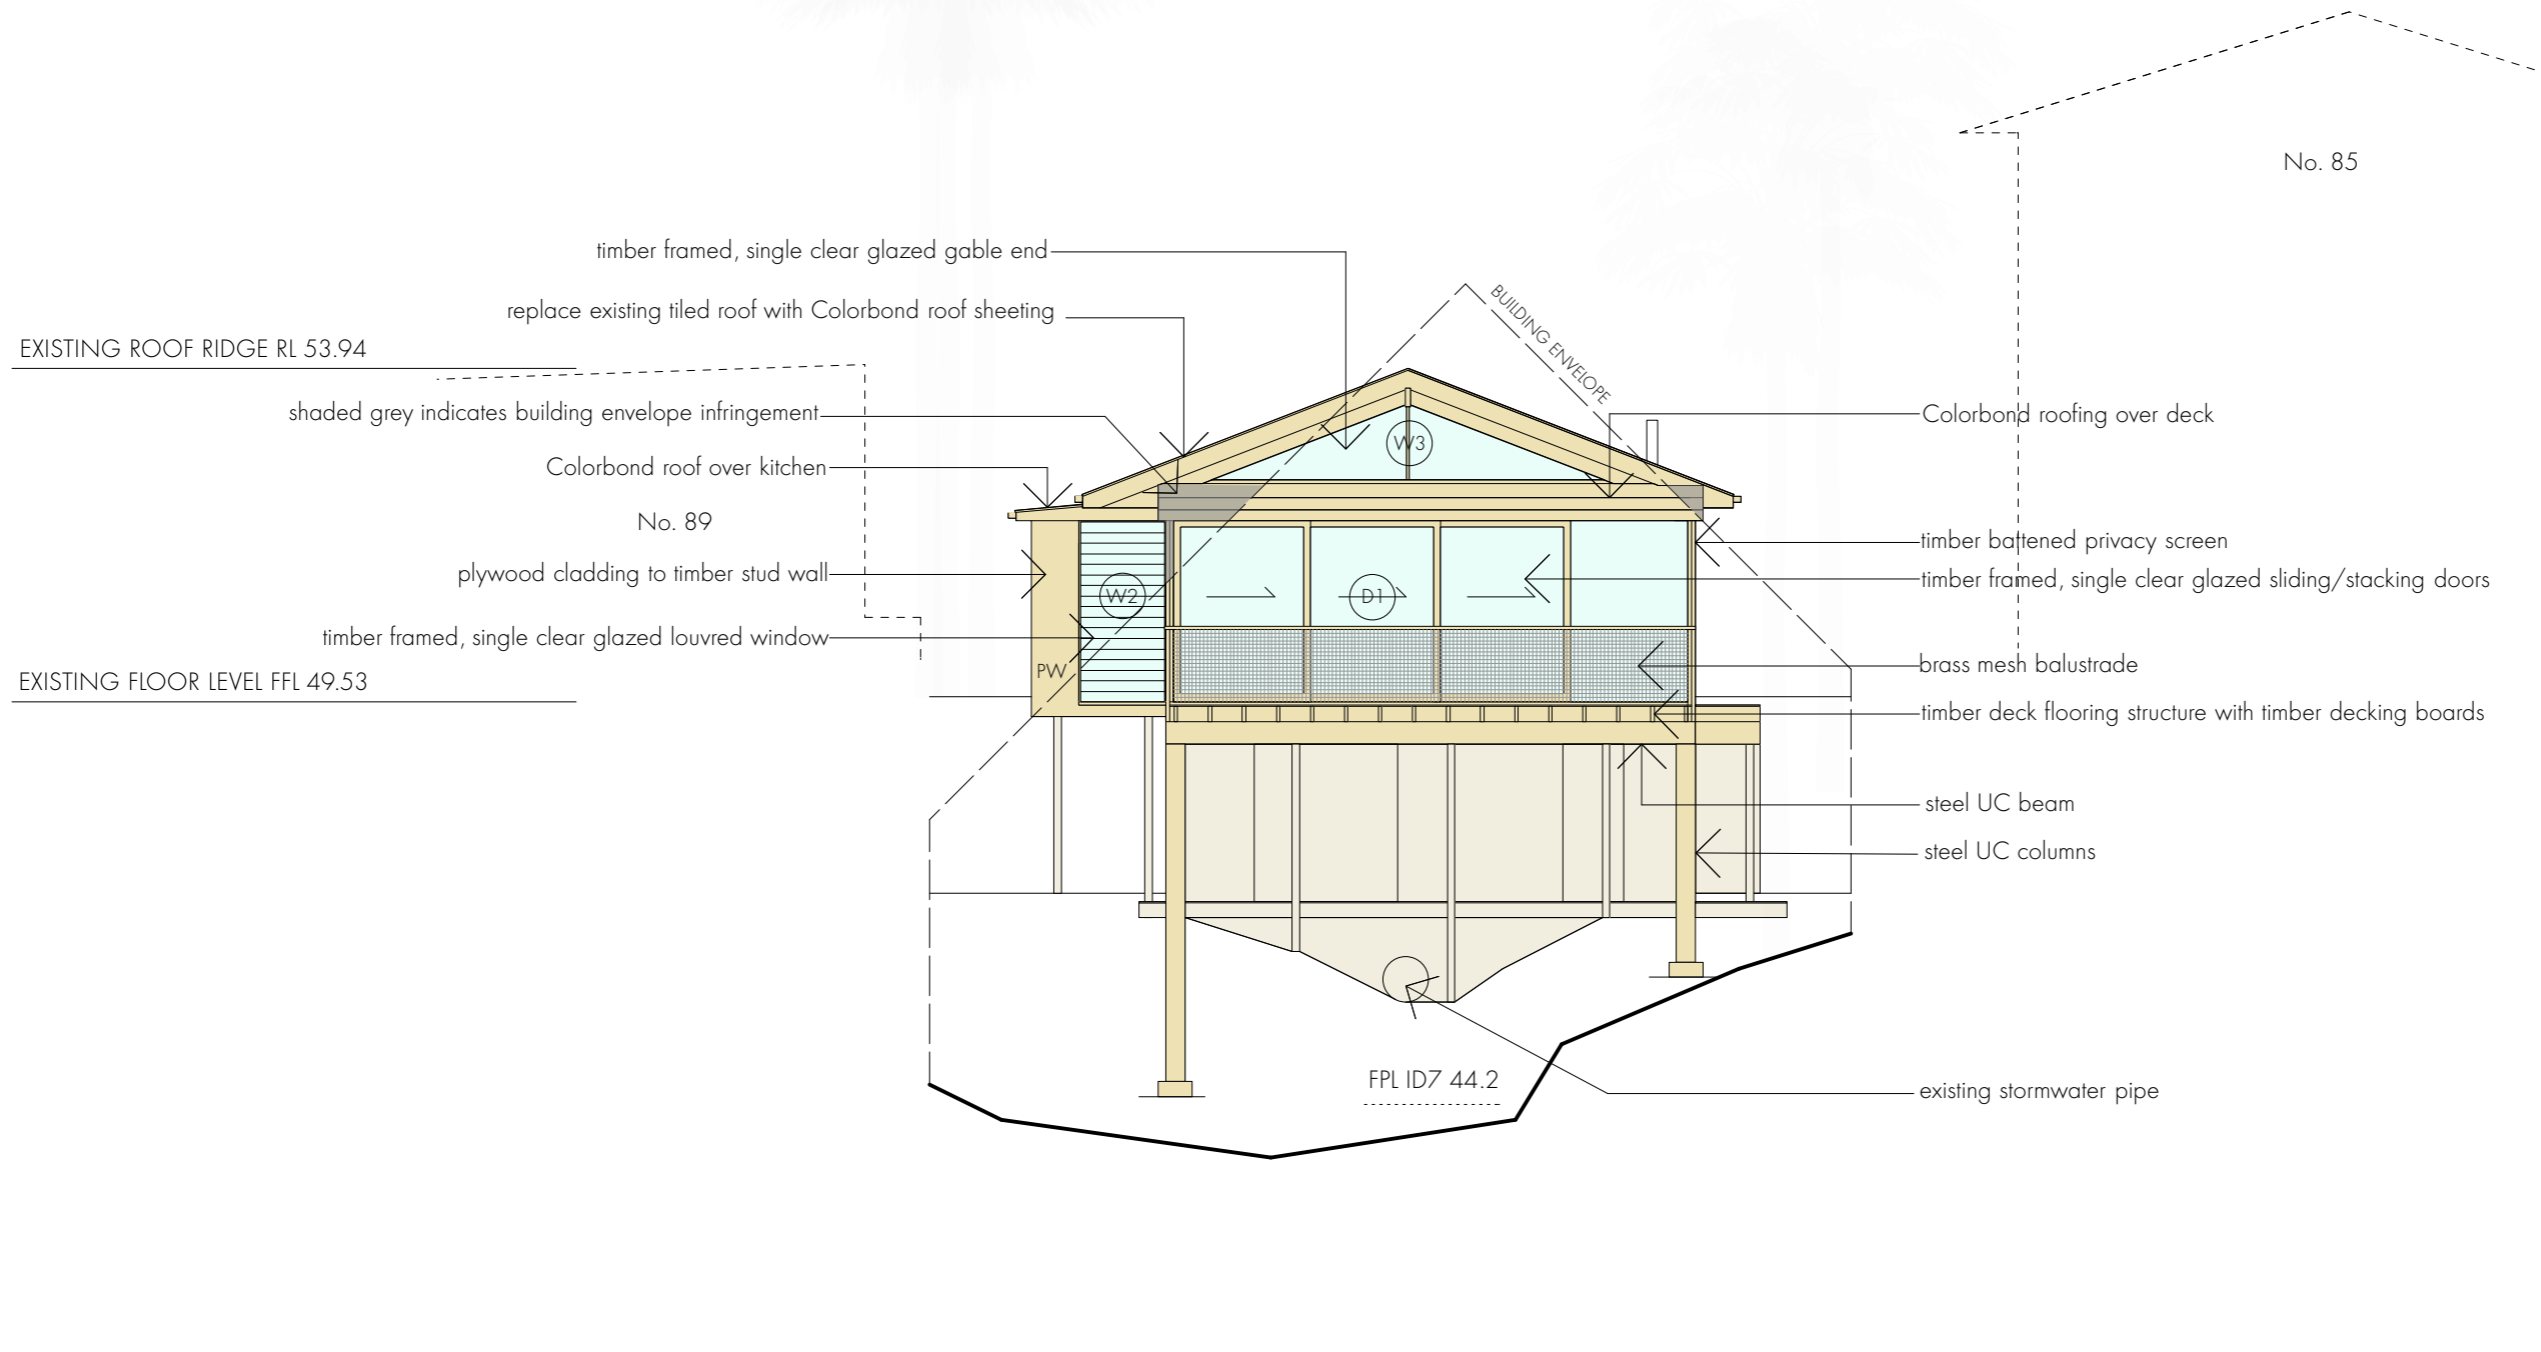 No. 85
timber framed, single clear glazed gable end
replace existing tiled roof with Colorbond roof sheeting
BUILDING ENVELOPE
EXISTING ROOF RIDGE RL 53.94
shaded grey indicates building envelope infringement
Colorbond roofing over deck
W3
Colorbond roof over kitchen
No. 89
timber battened privacy screen
plywood cladding to timber stud wall
timber framed, single clear glazed sliding/stacking doors
W2
D1
timber framed, single clear glazed louvred window
PW
brass mesh balustrade
EXISTING FLOOR LEVEL FFL 49.53
timber deck flooring structure with timber decking boards
steel UC beam
steel UC columns
FPL ID7 44.2
existing stormwater pipe